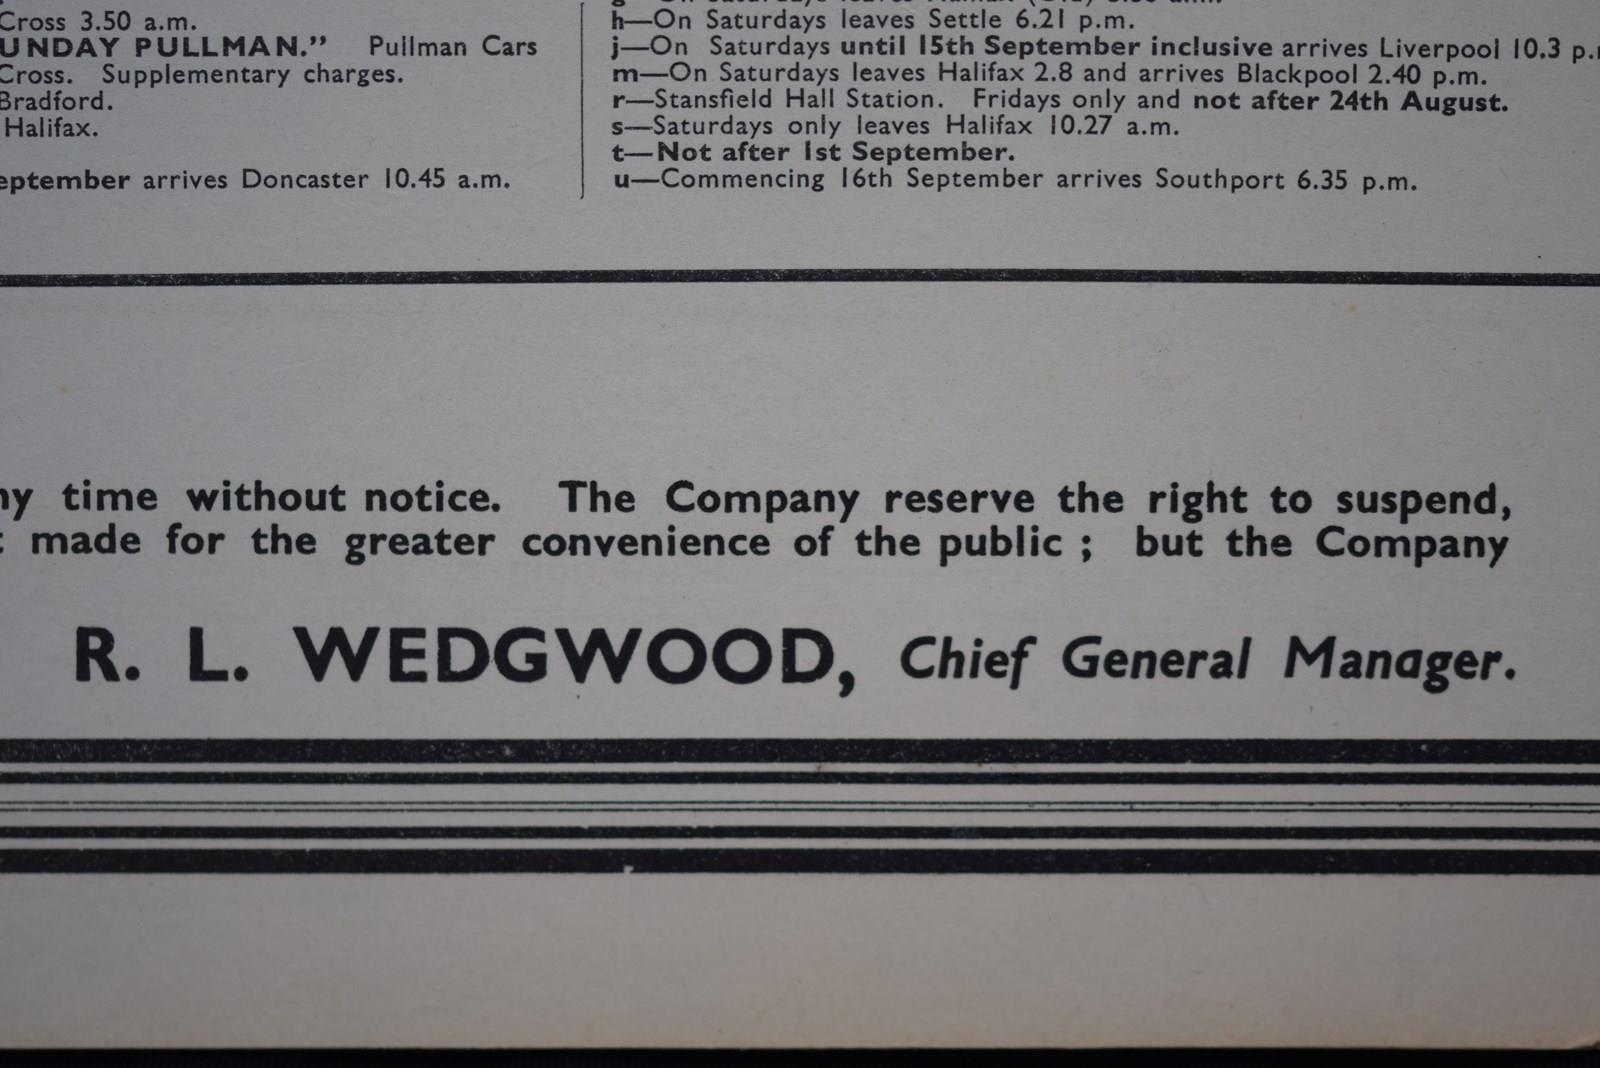 Cross 3.50 a.m.
UNDAY PULLMAN.” Pullman Cars
Cross. Supplementary charges.
Bradford.
Halifax.
eptember arrives Doncaster 10.45 a.m.
h—On Saturdays leaves Settle 6.21 p.m.
j—On Saturdays until 15th September inclusive arrives Liverpool 10.3 p.
m—On Saturdays leaves Halifax 2.8 and arrives Blackpool 2.40 p.m.
r—Stansfield Hall Station. Fridays only and not after 24th August.
s—Saturdays only leaves Halifax 10.27 a.m.
t—Not after 1st September.
u—Commencing 16th September arrives Southport 6.35 p.m.
ny time without notice. The Company reserve the right to suspend,
made for the greater convenience of the public ; but the Company
R. L. WEDGWOOD, Chief General Manager.